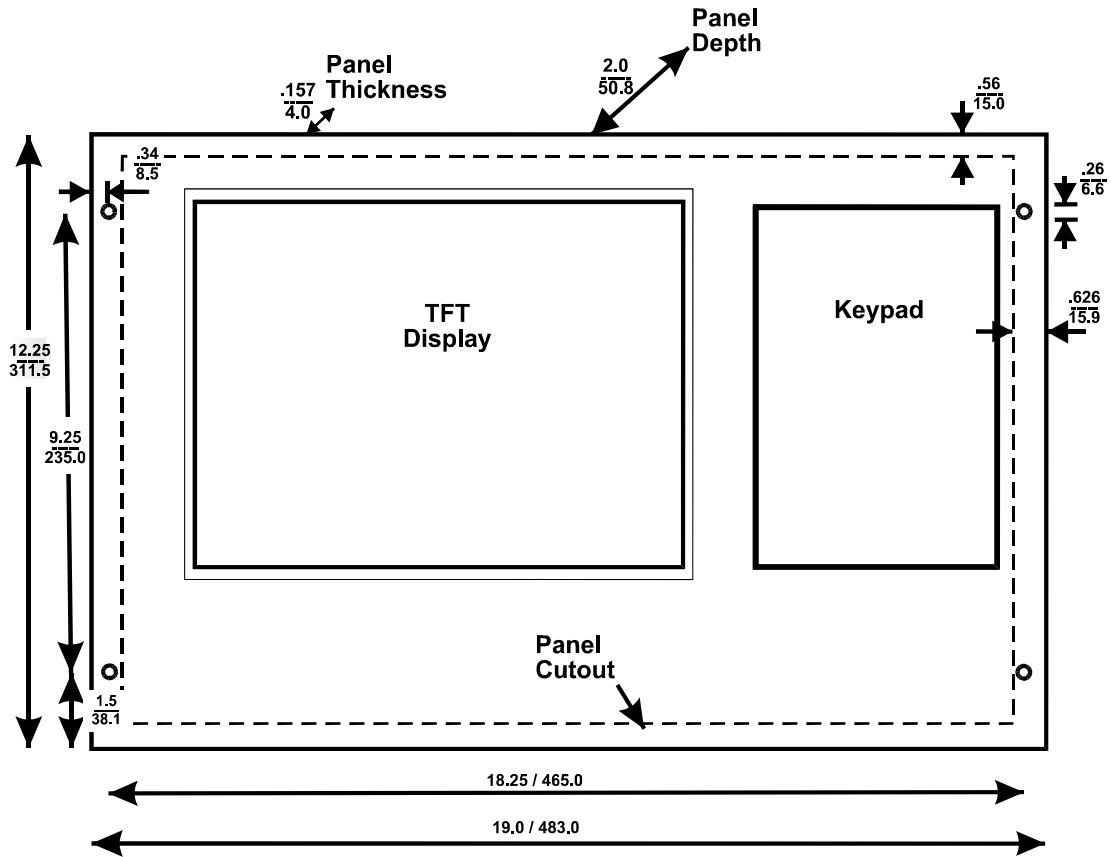 Panel
Depth
Panel
Thickness
2.0
50.8
.157
4.0
.56
15.0
.34
8.5
.26
6.6
TFT
Display
Keypad
.626
15.9
12.25
311.5
9.25
235.0
Panel
Cutout
1.5
38.1
18.25 / 465.0
19.0 / 483.0